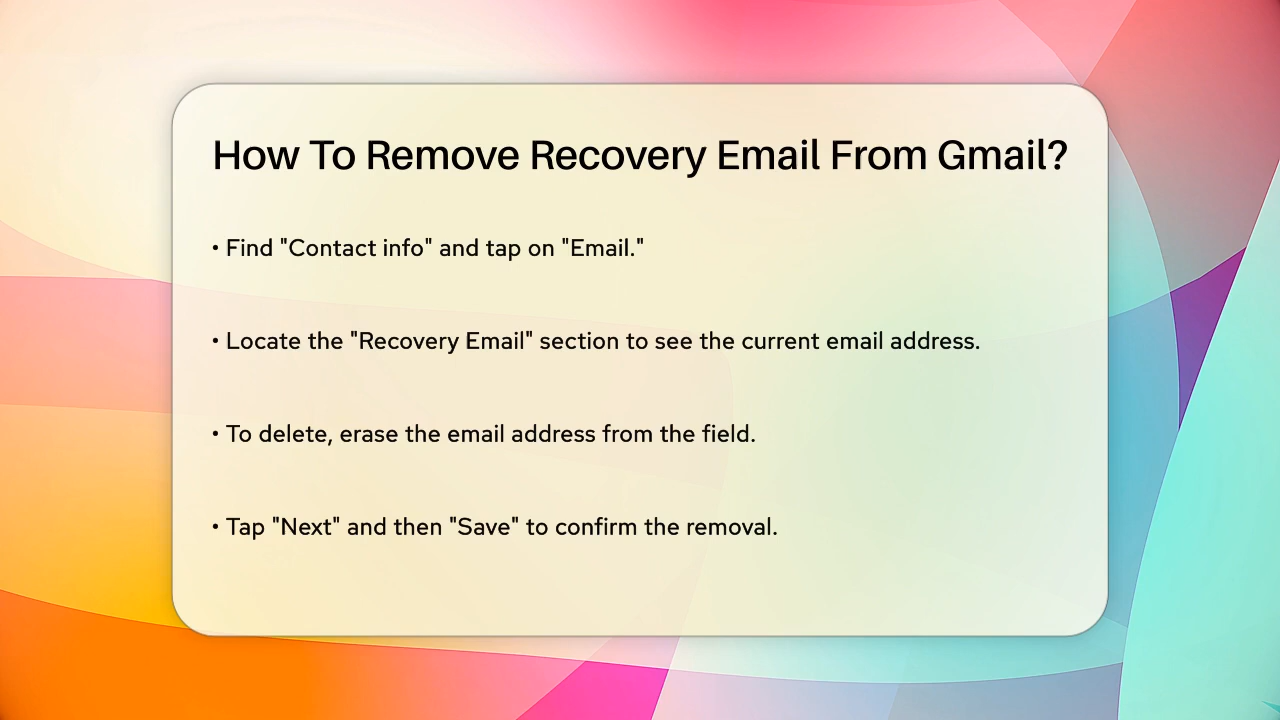 How To Remove Recovery Email From Gmail?
• Find "Contact info" and tap on "Email."
• Locate the "Recovery Email" section to see the current email address.
• To delete, erase the email address from the field.
• Tap "Next" and then "Save" to confirm the removal.